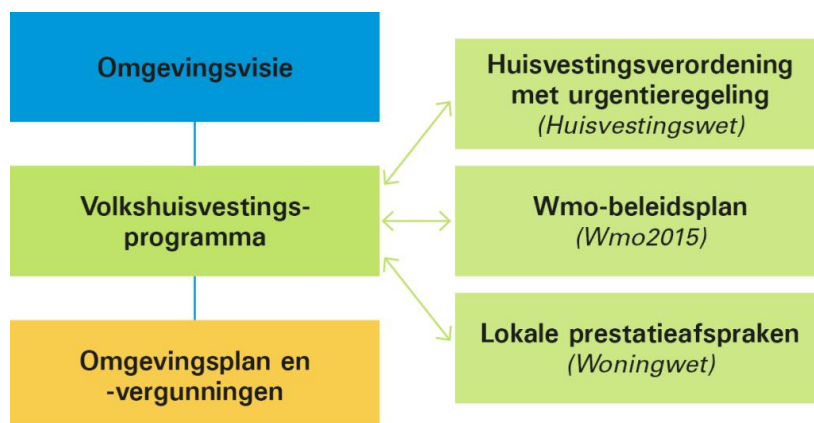 Omgevingsvisie
Volkshuisvestings-
programma
Omgevingsplan en
-vergunningen
Huisvestingsverordening
met urgentieregeling
(Huisvestingswet)
Wmo-beleidsplan
(Wmo2015)
Lokale prestatieafspraken
(Woningwet)